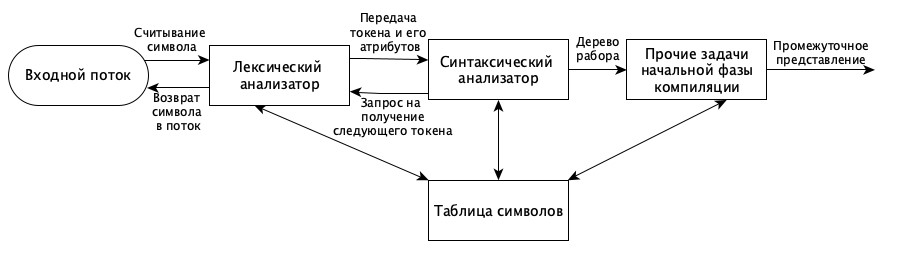 Входной поток
Считывание
символа
Возврат
символа
в поток
Лексический
анализатор
Передача
токена и его
атрибутов
Запрос на
получение
следующего токена
Синтаксический
анализатор
Дерево
рабора
Прочие задачи
начальной фазы
компиляции
Промежуточное
представление
Таблица символов